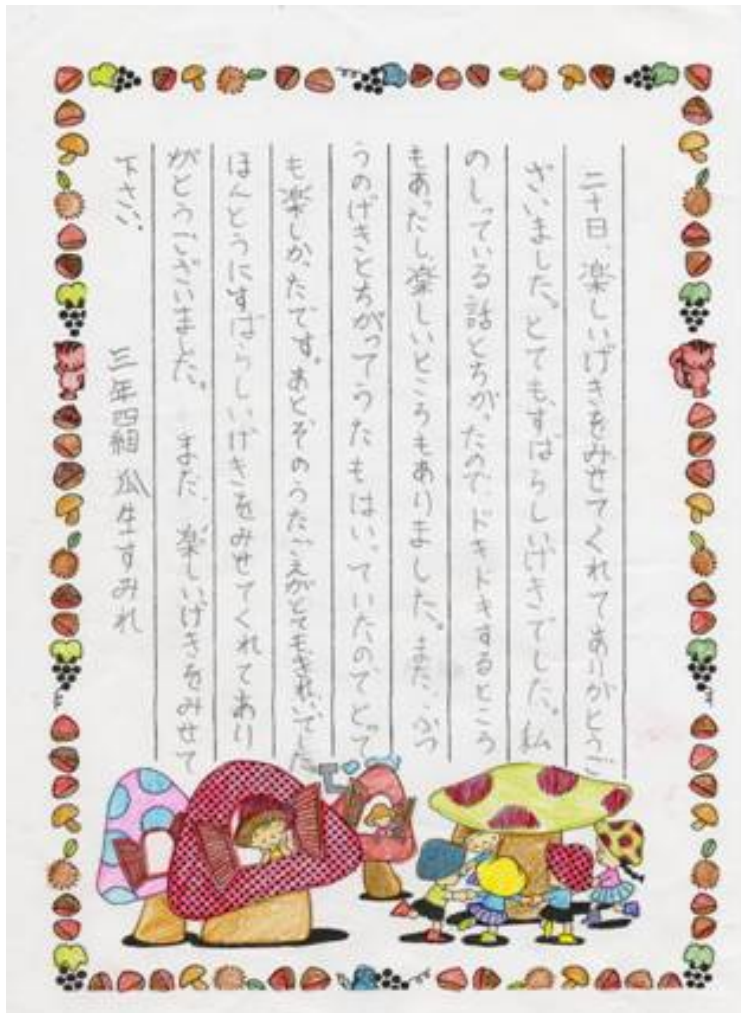 二十日、楽しいげきをみせてくれてありがとうご
ざいました。とても、すばらしいげきでした。私
のしっている話とちがったので、ドキドキするところ
もあったし、楽しいところもありました。また、ふつ
うのげきとちがってうたもはいっていたのでとって
も楽しかたです。あとそのうたごえがとてもきれいでした
ほんとうにすばらしいげきをみせてくれてあり
がとうございました。まだ、楽しいげきをみせて
下さい。
三年四組 瓜生すみれ